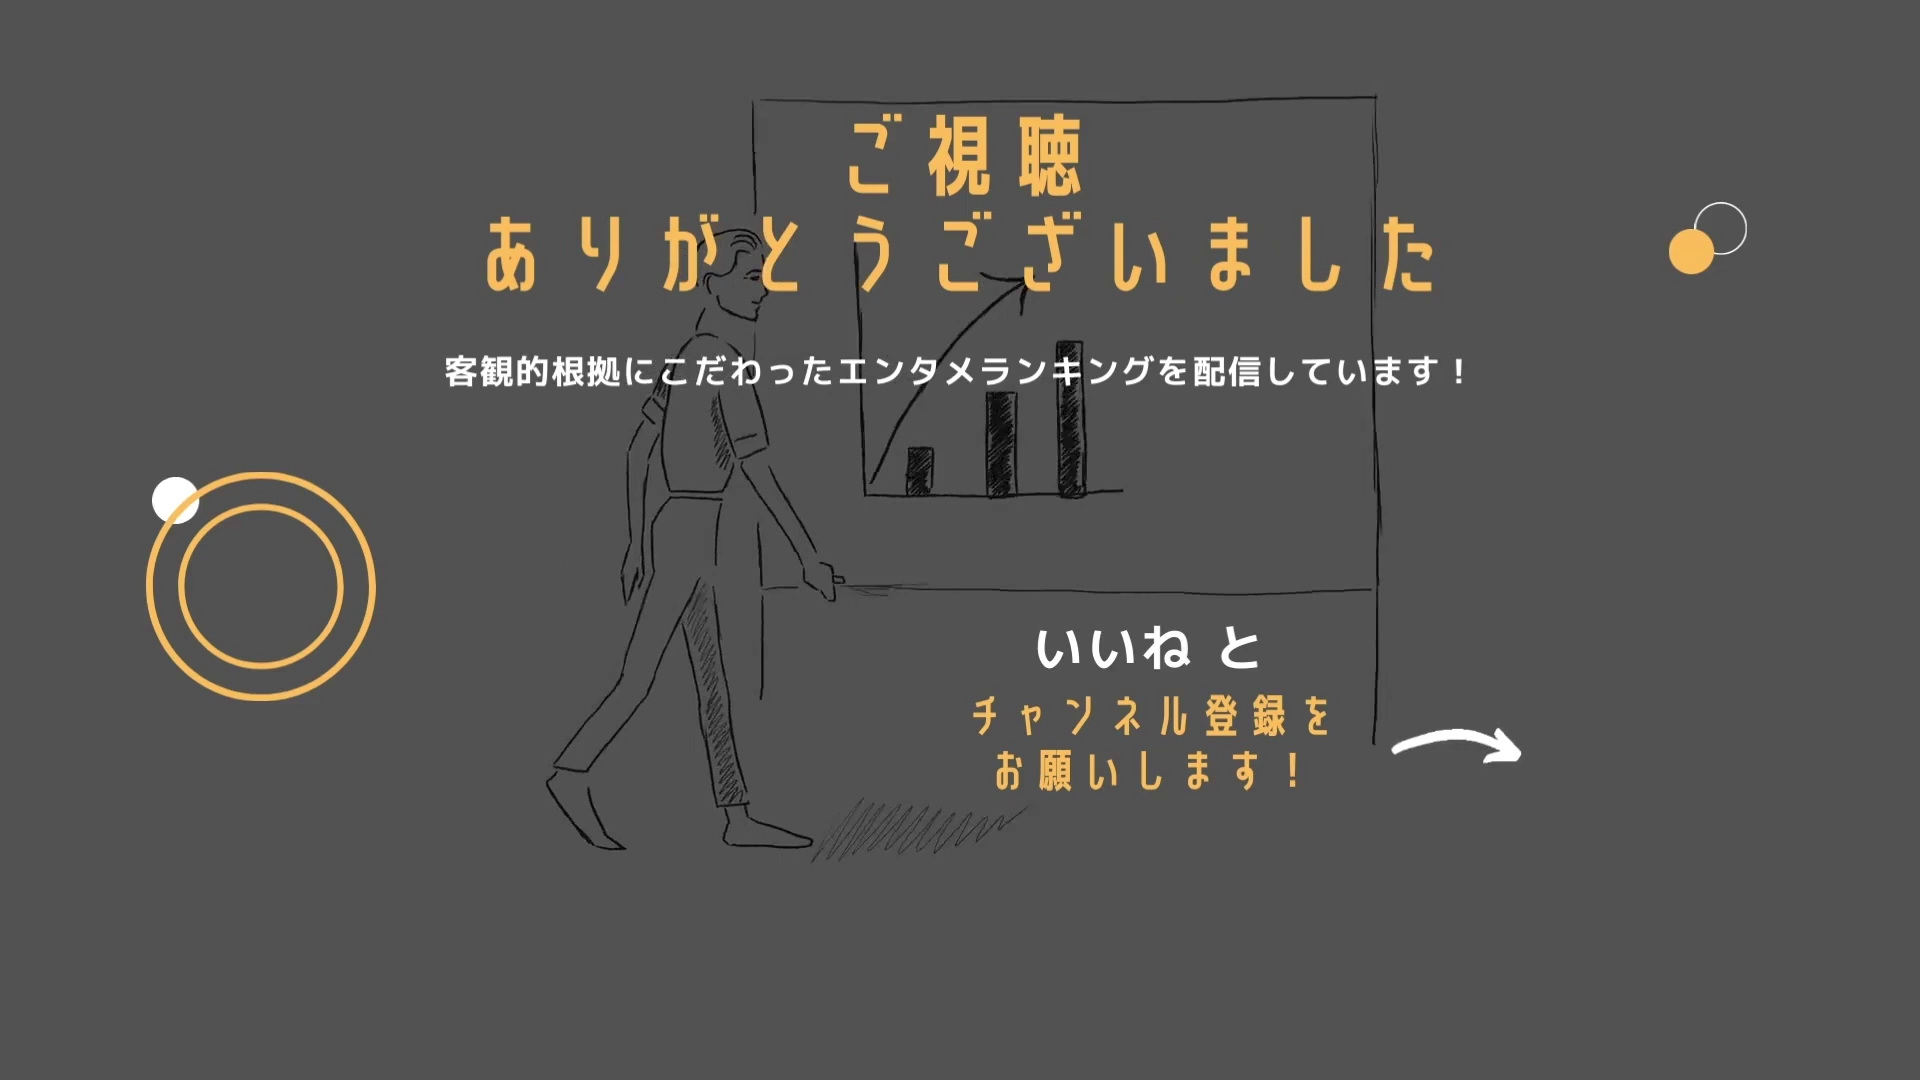 ご視聴
ありがとうございました
客観的根拠にこだわったエンタメランキングを配信しています！
いいね と
チャンネル登録を
お願いします！